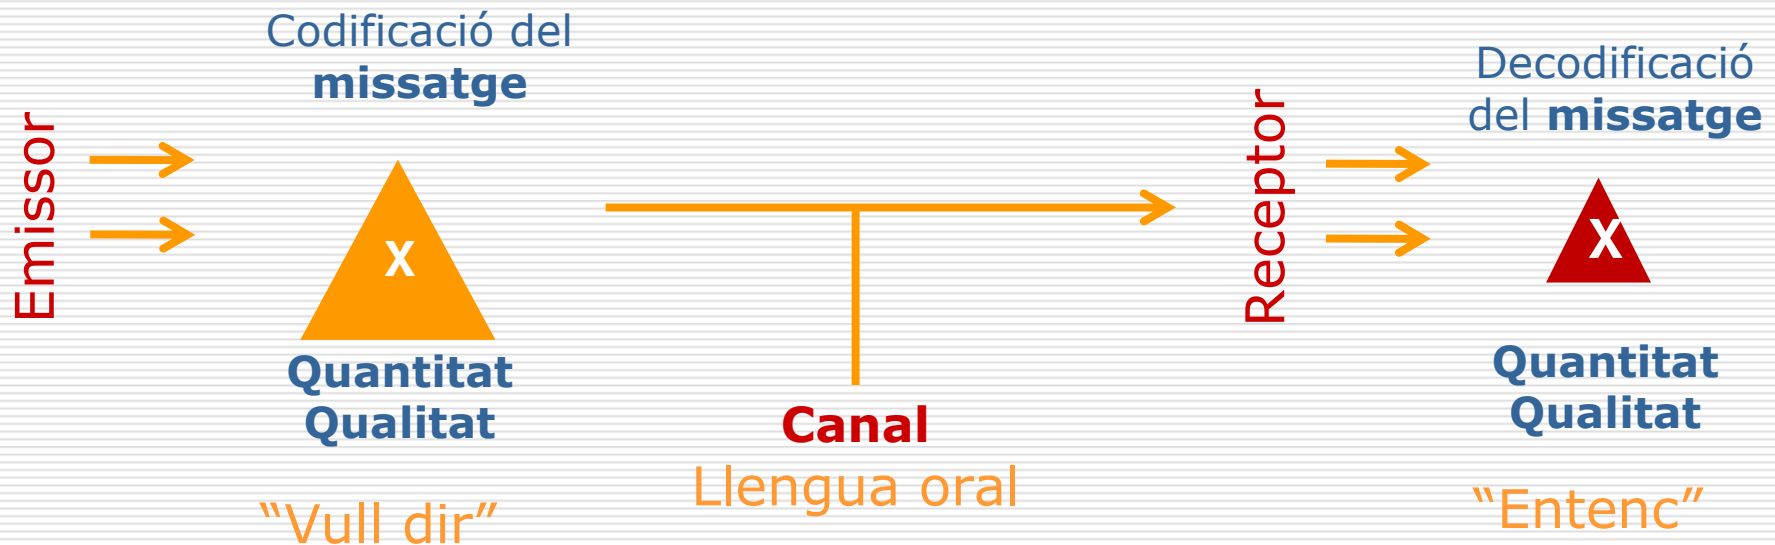 Emissor
Codificació del
missatge
X
Quantitat
Qualitat
“Vull dir”
Canal
Llengua oral
Receptor
Decodificació
del missatge
X
Quantitat
Qualitat
“Entenc”